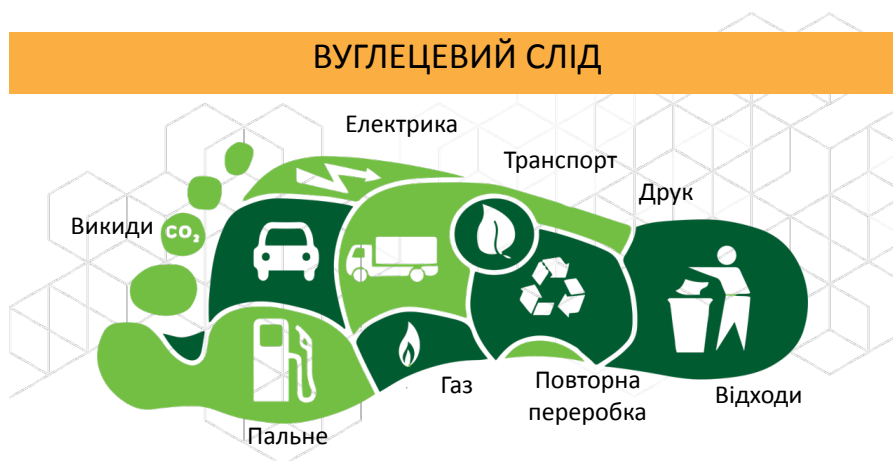 ВУГЛЕЦЕВИЙ СЛІД
Електрика
Транспорт
Друк
Викиди
CO₂
Газ
Повторна
переробка
Відходи
Пальне